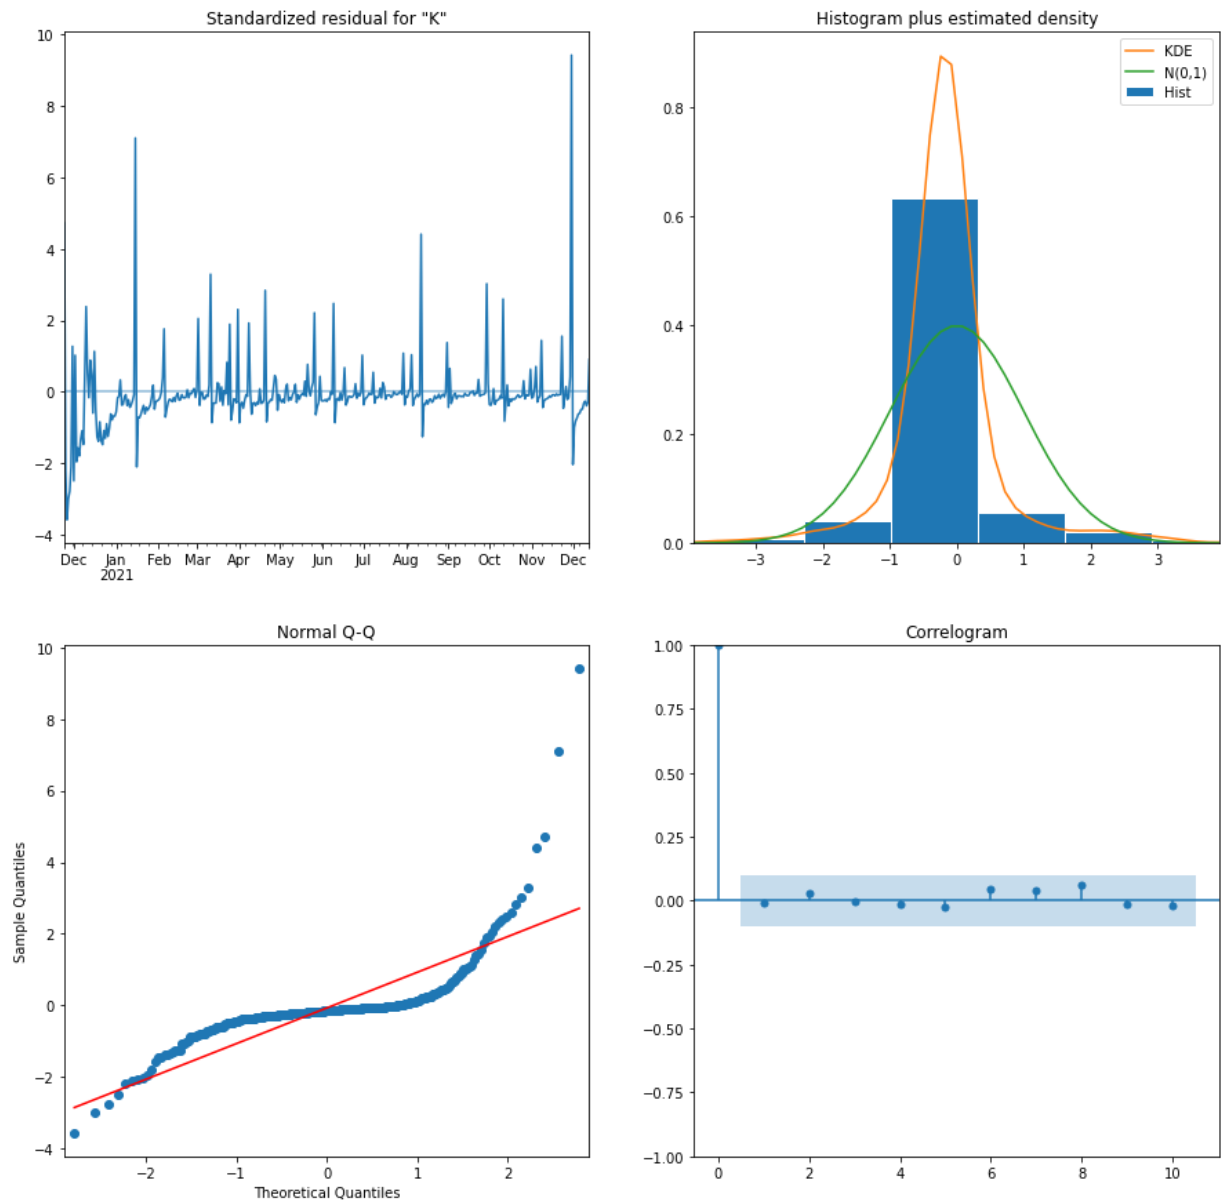 Standardized residual for "K"
10
8
6
4
2
0
−2
−4
Dec Jan Feb Mar Apr May Jun Jul Aug Sep Oct Nov Dec
2021
Histogram plus estimated density
KDE
N(0,1)
Hist
0.8
0.6
0.4
0.2
0.0
−3 −2 −1 0 1 2 3
Normal Q-Q
Sample Quantiles
10
8
6
4
2
0
−2
−4
−2 −1 0 1 2
Theoretical Quantiles
Correlogram
1.00
0.75
0.50
0.25
0.00
−0.25
−0.50
−0.75
−1.00
0 2 4 6 8 10